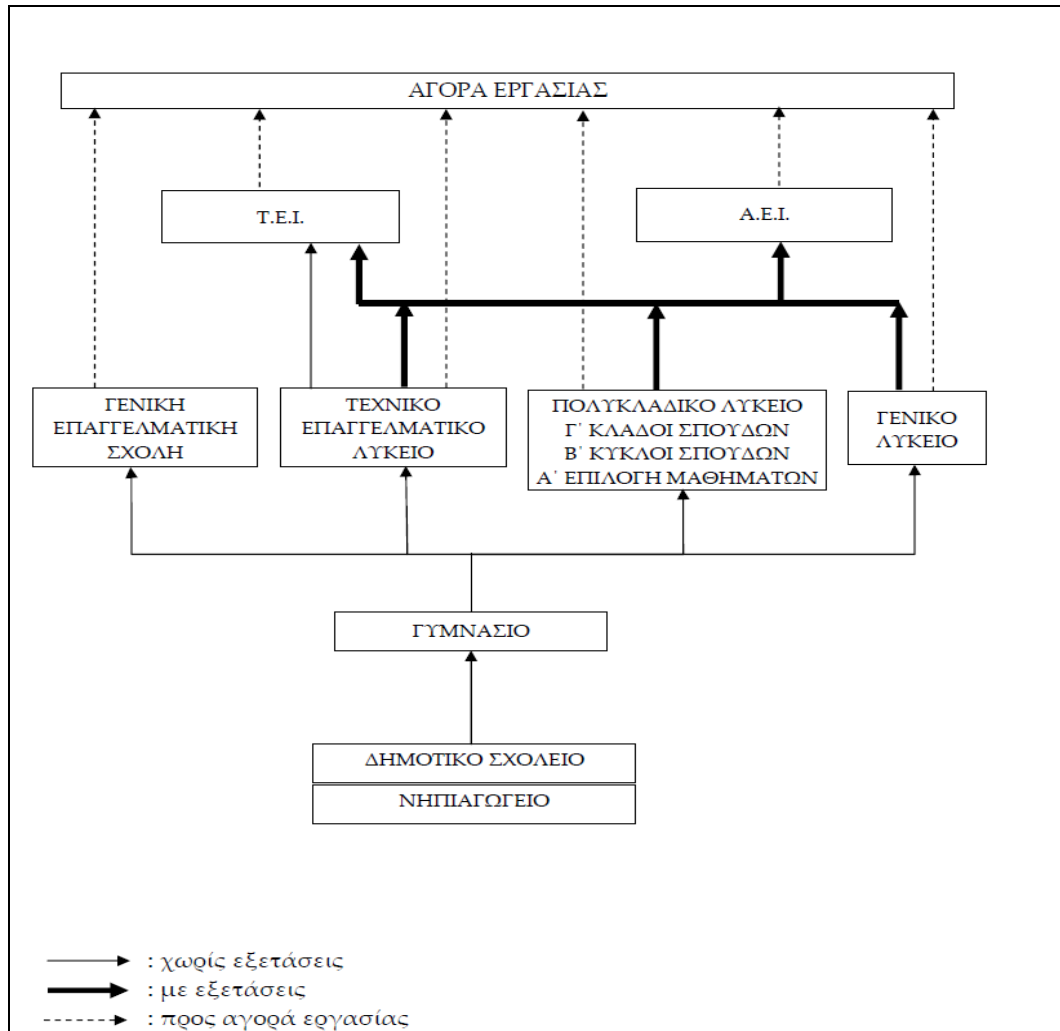 ΑΓΟΡΑ ΕΡΓΑΣΙΑΣ
Τ.Ε.Ι.
Α.Ε.Ι.
ΓΕΝΙΚΗ
ΕΠΑΓΓΕΛΜΑΤΙΚΗ
ΣΧΟΛΗ
ΤΕΧΝΙΚΟ
ΕΠΑΓΓΕΛΜΑΤΙΚΟ
ΛΥΚΕΙΟ
ΠΟΛΥΚΛΑΔΙΚΟ ΛΥΚΕΙΟ
Γ᾽ ΚΛΑΔΟΙ ΣΠΟΥΔΩΝ
Β᾽ ΚΥΚΛΟΙ ΣΠΟΥΔΩΝ
Α᾽ ΕΠΙΛΟΓΗ ΜΑΘΗΜΑΤΩΝ
ΓΕΝΙΚΟ
ΛΥΚΕΙΟ
ΓΥΜΝΑΣΙΟ
ΔΗΜΟΤΙΚΟ ΣΧΟΛΕΙΟ
ΝΗΠΙΑΓΩΓΕΙΟ
: χωρίς εξετάσεις
: με εξετάσεις
: προς αγορά εργασίας